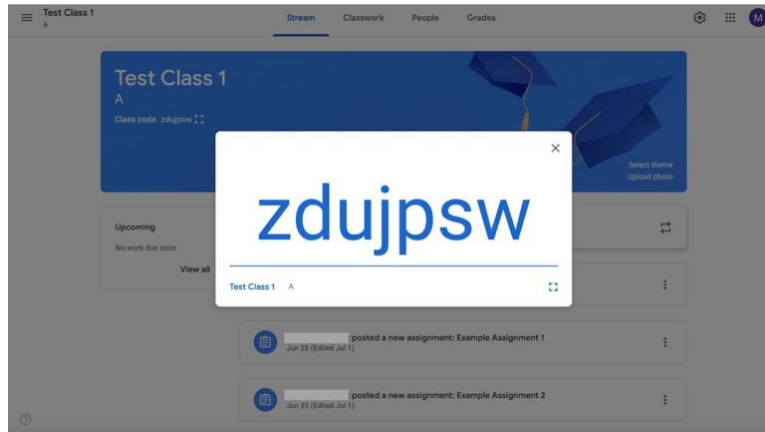 Test Class 1
A
Stream Classwork People Grades
M
Test Class 1
A
Class code zdujpsw
Select theme
Upload photo
zdujpsw
Test Class 1 A
Upcoming
No work due soon
View all
posted a new assignment: Example Assignment 1
Jun 25 (Edited Jul 1)
posted a new assignment: Example Assignment 2
Jun 23 (Edited Jul 1)